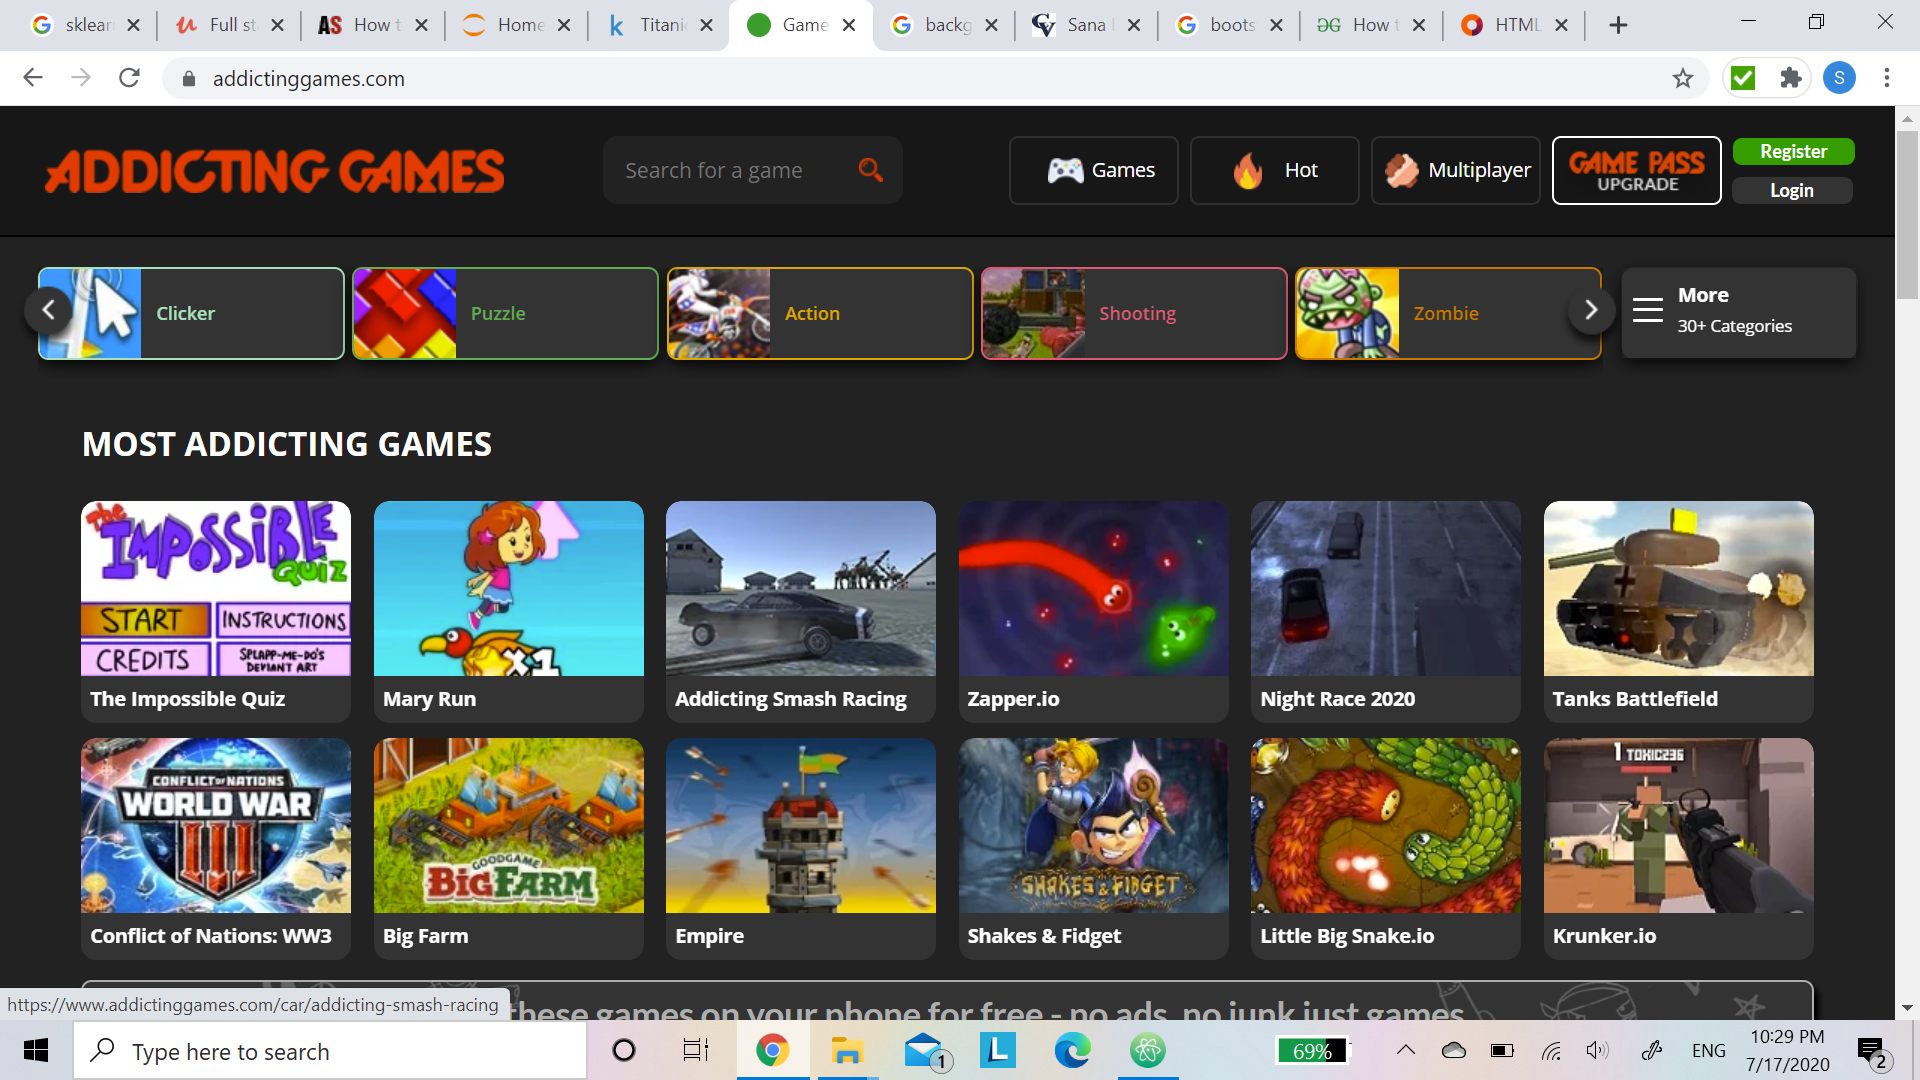 sklear
Full st
How t
Home
Titani
Game
backg
Sana
boots
How t
HTML
addictinggames.com
S
ADDICTING GAMES
Search for a game
Games
Hot
Multiplayer
GAME PASS
UPGRADE
Register
Login
Clicker
Puzzle
Action
Shooting
Zombie
More
30+ Categories
MOST ADDICTING GAMES
The
IMPOSSIBLE
QUIZ
START
INSTRUCTIONS
CREDITS
SPLAPP-ME-DO'S
DEVIANT ART
x1
The Impossible Quiz
Mary Run
Addicting Smash Racing
Zapper.io
Night Race 2020
Tanks Battlefield
CONFLICT OF NATIONS
WORLD WAR
III
GOODGAME
BIGFARM
SHAKES & FIDGET
1 TOXIC236
Conflict of Nations: WW3
Big Farm
Empire
Shakes & Fidget
Little Big Snake.io
Krunker.io
these games on your phone for free - no ads, no junk just games
https://www.addictinggames.com/car/addicting-smash-racing
Type here to search
1
L
69%
ENG
10:29 PM
7/17/2020
2